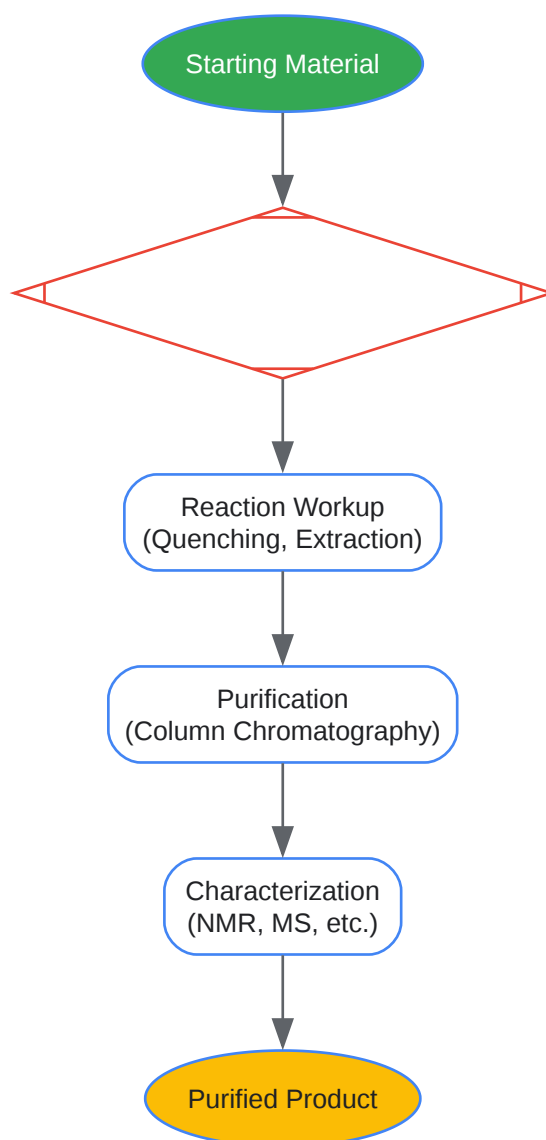 Starting Material
Reaction Workup
(Quenching, Extraction)
Purification
(Column Chromatography)
Characterization
(NMR, MS, etc.)
Purified Product